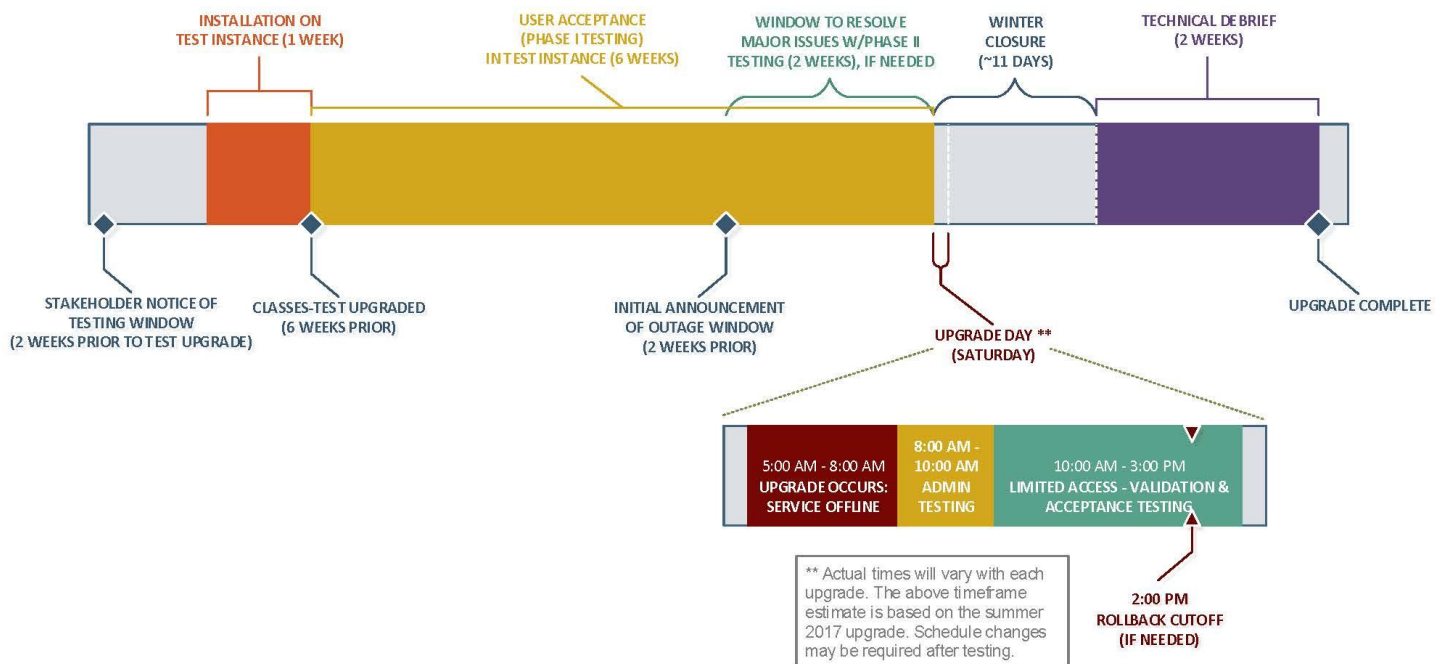 INSTALLATION ON
TEST INSTANCE (1 WEEK)
USER ACCEPTANCE
(PHASE I TESTING)
IN TEST INSTANCE (6 WEEKS)
WINDOW TO RESOLVE
MAJOR ISSUES W/PHASE II
TESTING (2 WEEKS), IF NEEDED
WINTER
CLOSURE
(~11 DAYS)
TECHNICAL DEBRIEF
(2 WEEKS)
STAKEHOLDER NOTICE OF
TESTING WINDOW
(2 WEEKS PRIOR TO TEST UPGRADE)
CLASSES-TEST UPGRADED
(6 WEEKS PRIOR)
INITIAL ANNOUNCEMENT
OF OUTAGE WINDOW
(2 WEEKS PRIOR)
UPGRADE DAY **
(SATURDAY)
UPGRADE COMPLETE
5:00 AM - 8:00 AM
UPGRADE OCCURS:
SERVICE OFFLINE
8:00 AM -
10:00 AM
ADMIN
TESTING
10:00 AM - 3:00 PM
LIMITED ACCESS - VALIDATION &
ACCEPTANCE TESTING
** Actual times will vary with each
upgrade. The above timeframe
estimate is based on the summer
2017 upgrade. Schedule changes
may be required after testing.
2:00 PM
ROLLBACK CUTOFF
(IF NEEDED)